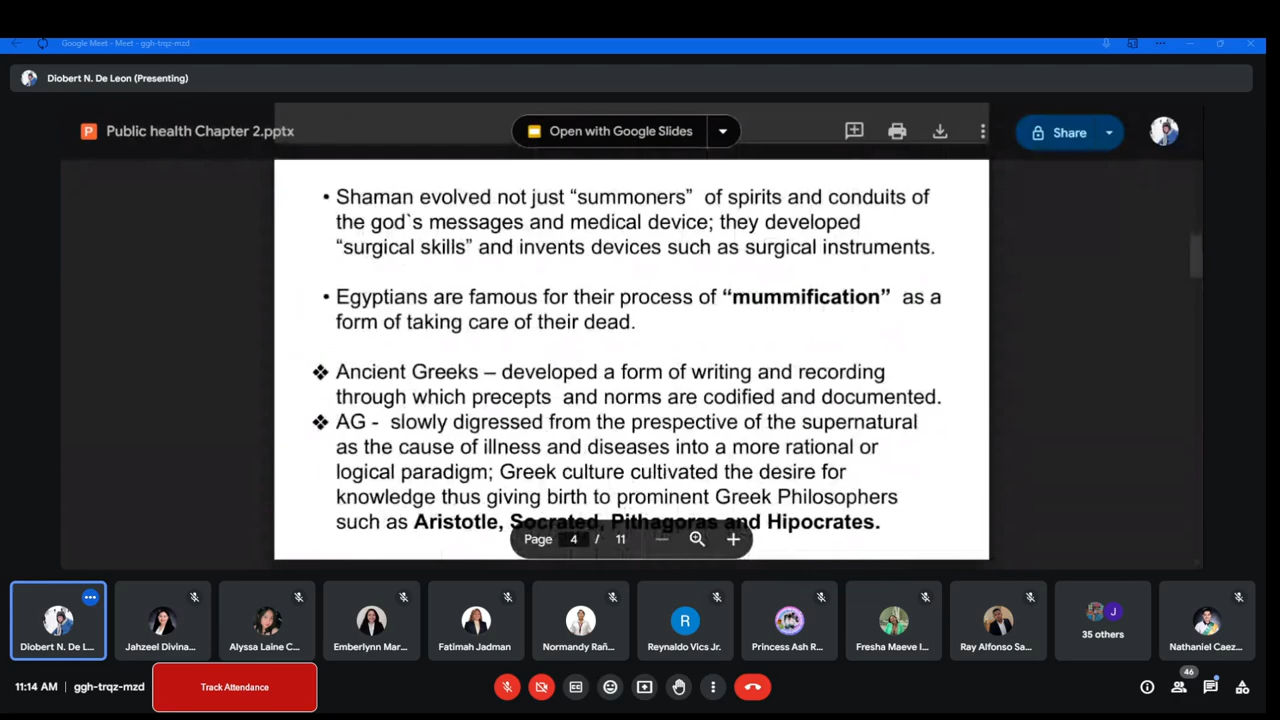 Google Meet - Meet - ggh-trqz-mzd
Diobert N. De Leon (Presenting)
P Public health Chapter 2.pptx
Open with Google Slides
Share
• Shaman evolved not just “summoners” of spirits and conduits of
the god`s messages and medical device; they developed
“surgical skills” and invents devices such as surgical instruments.
• Egyptians are famous for their process of “mummification” as a
form of taking care of their dead.
❖ Ancient Greeks – developed a form of writing and recording
through which precepts and norms are codified and documented.
❖ AG - slowly digressed from the prespective of the supernatural
as the cause of illness and diseases into a more rational or
logical paradigm; Greek culture cultivated the desire for
knowledge thus giving birth to prominent Greek Philosophers
such as Aristotle, Socrated, Pithagoras and Hipocrates.
Page 4 / 11
Diobert N. De L...
Jahzeel Divina...
Alyssa Laine C...
Emberlynn Mar...
Fatimah Jadman
Normandy Rañ...
R
Reynaldo Vics Jr.
Princess Ash R...
Fresha Maeve I...
Ray Alfonso Sa...
J
35 others
Nathaniel Caez...
11:14 AM | ggh-trqz-mzd
Track Attendance
46